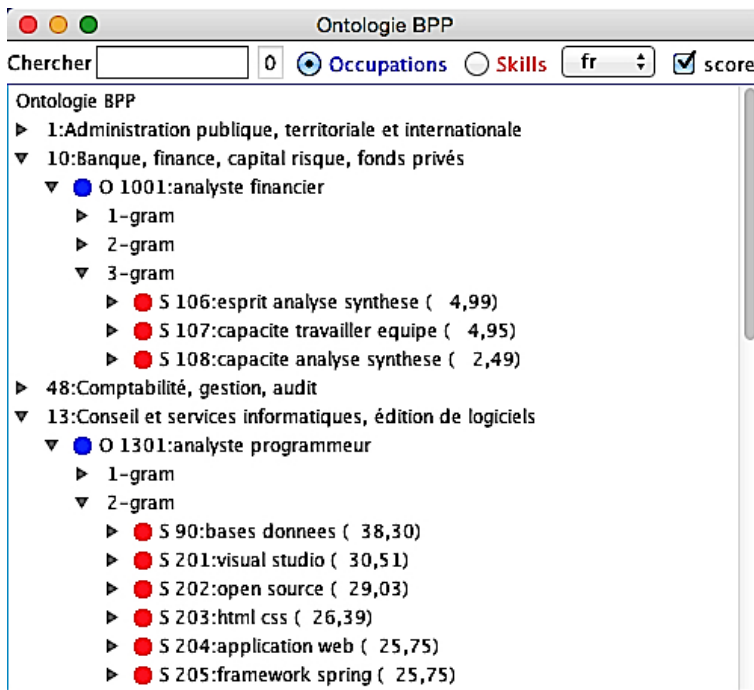 Ontologie BPP
Chercher 0 Occupations Skills fr score
Ontologie BPP
1:Administration publique, territoriale et internationale
10:Banque, finance, capital risque, fonds privés
O 1001:analyste financier
1-gram
2-gram
3-gram
S 106:esprit analyse synthese ( 4,99)
S 107:capacite travailler equipe ( 4,95)
S 108:capacite analyse synthese ( 2,49)
48:Comptabilité, gestion, audit
13:Conseil et services informatiques, édition de logiciels
O 1301:analyste programmeur
1-gram
2-gram
S 90:bases donnees ( 38,30)
S 201:visual studio ( 30,51)
S 202:open source ( 29,03)
S 203:html css ( 26,39)
S 204:application web ( 25,75)
S 205:framework spring ( 25,75)